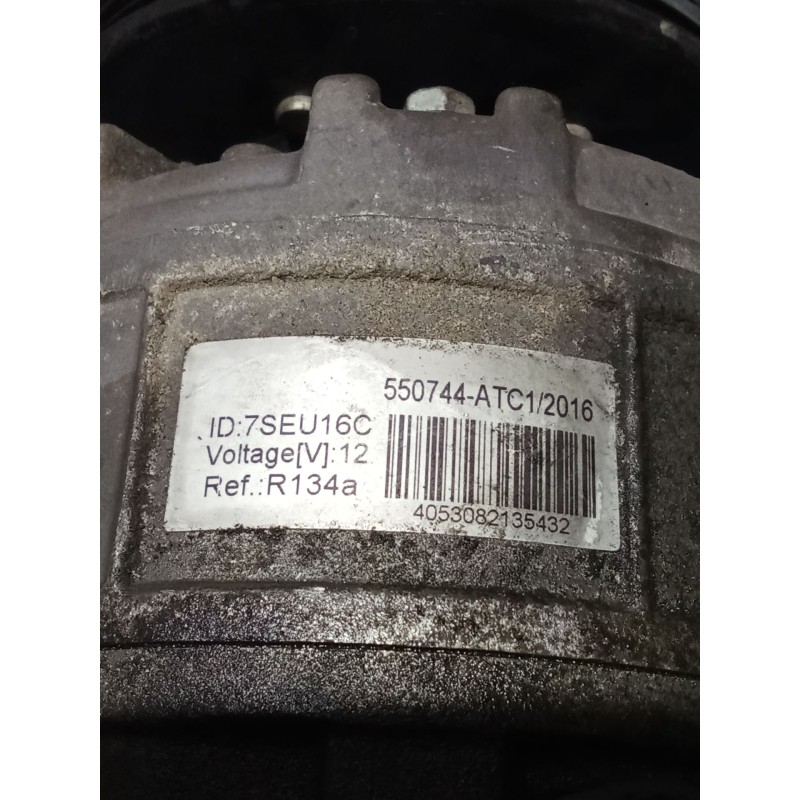 550744-ATC1/2016
ID:7SEU16C
Voltage[V]:12
Ref.:R134a
4053082135432